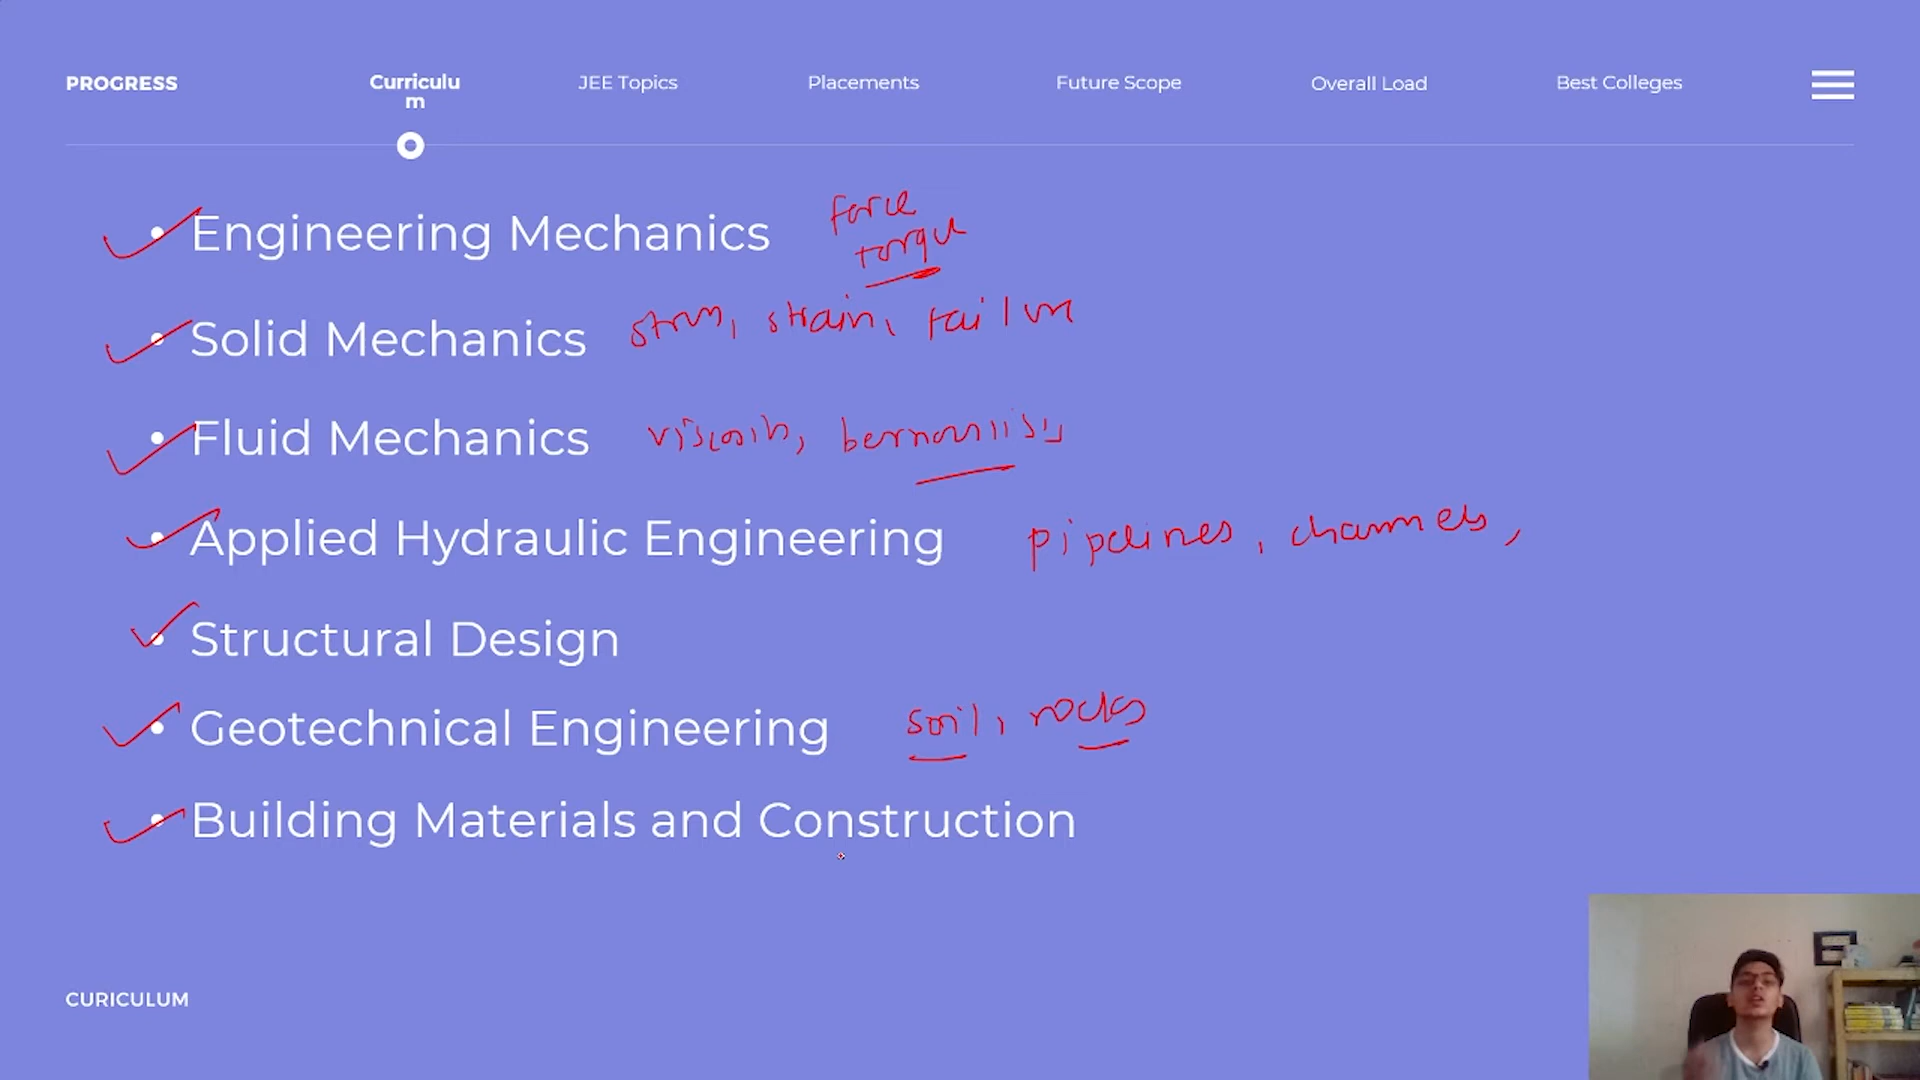 PROGRESS
Curriculu
m
JEE Topics
Placements
Future Scope
Overall Load
Best Colleges
Engineering Mechanics
force
torque
Solid Mechanics
strain, failure
Fluid Mechanics
Applied Hydraulic Engineering
pipelines, channels,
Structural Design
Geotechnical Engineering
soil, rocks
Building Materials and Construction
CURICULUM